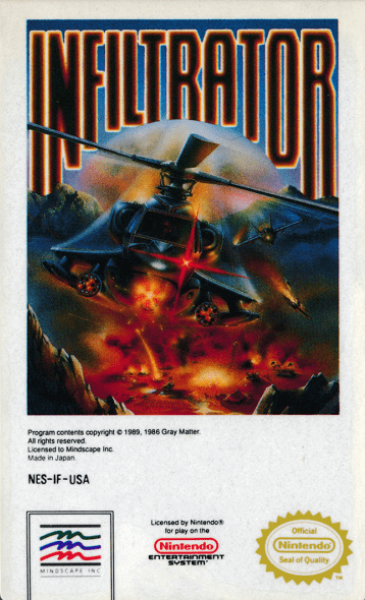 INFILTRATOR
Program contents copyright © 1989, 1986 Gray Matter.
All rights reserved.
Licensed to Mindscape Inc.
Made in Japan.
NES-IF-USA
MINDSCAPE INC
Licensed by Nintendo®
for play on the
Nintendo
ENTERTAINMENT
SYSTEM™
Official
Nintendo
Seal of Quality
TM